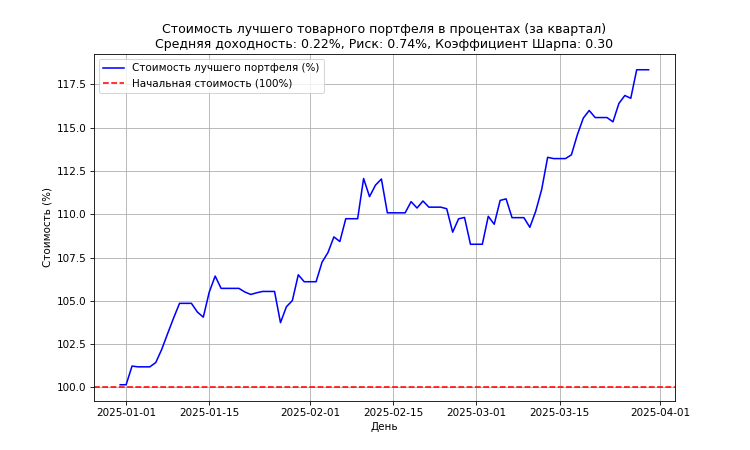 Стоимость лучшего товарного портфеля в процентах (за квартал)
Средняя доходность: 0.22%, Риск: 0.74%, Коэффициент Шарпа: 0.30
Стоимость лучшего портфеля (%)
Начальная стоимость (100%)
Стоимость (%)
117.5
115.0
112.5
110.0
107.5
105.0
102.5
100.0
2025-01-01 2025-01-15 2025-02-01 2025-02-15 2025-03-01 2025-03-15 2025-04-01
День